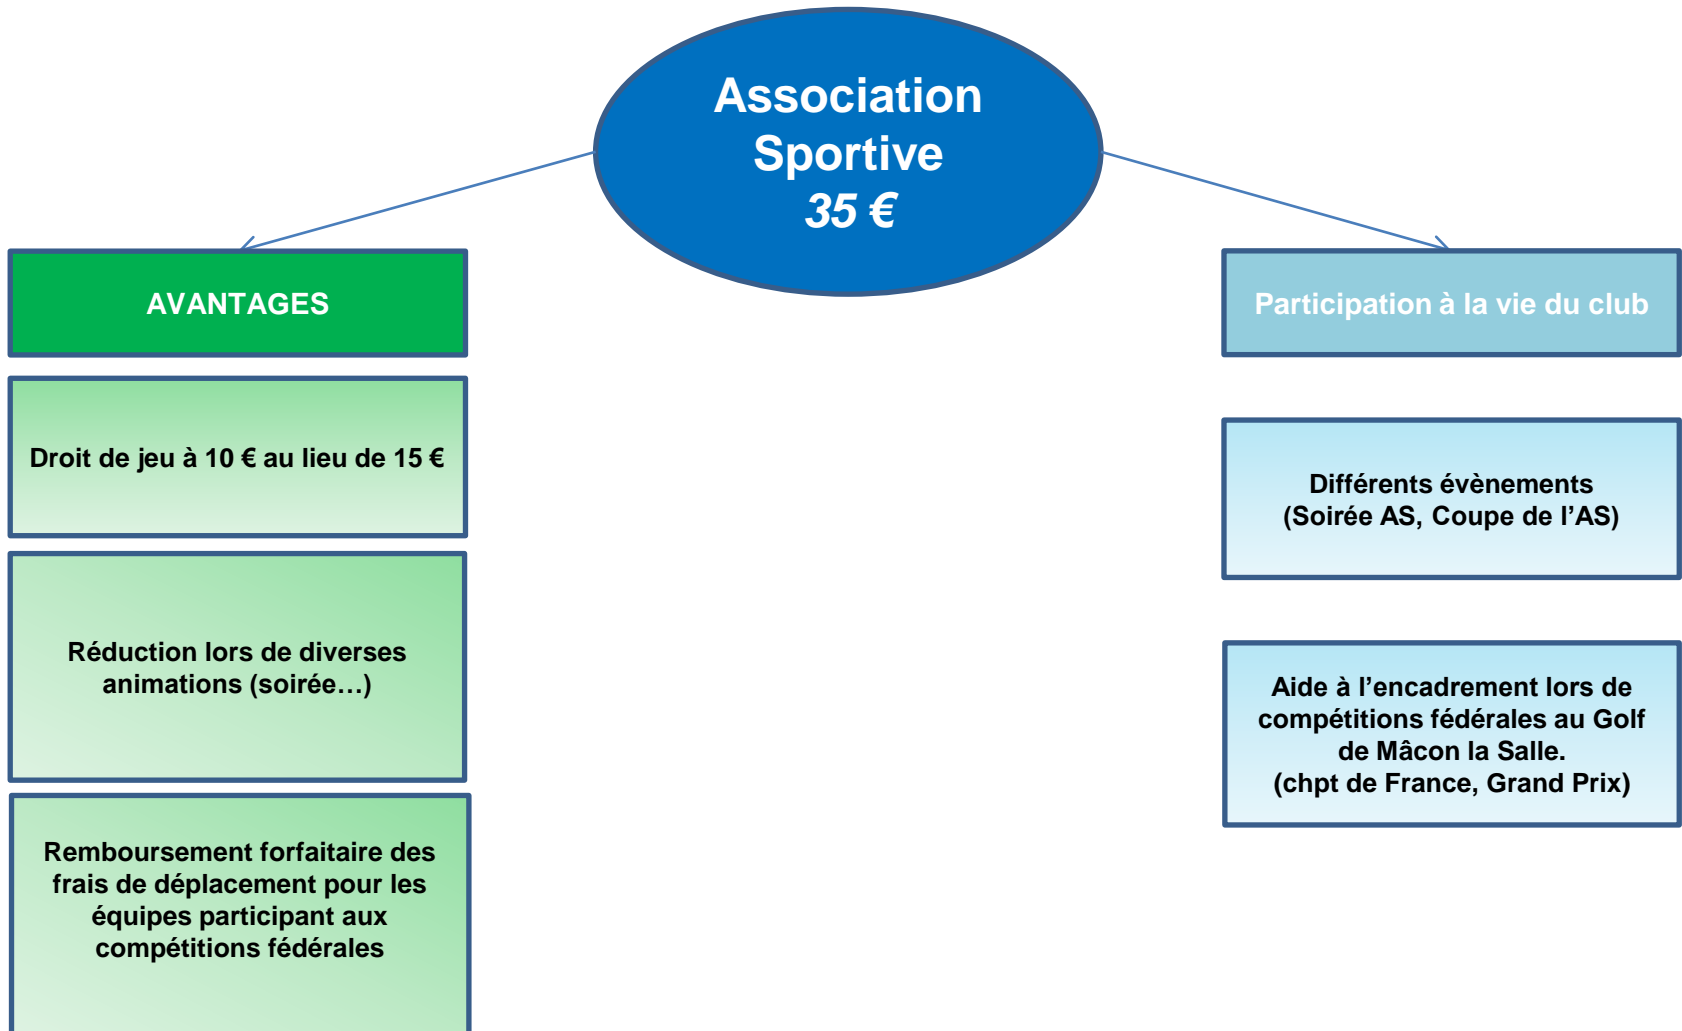 Association
Sportive
35 €
AVANTAGES
Droit de jeu à 10 € au lieu de 15 €
Réduction lors de diverses
animations (soirée…)
Remboursement forfaitaire des
frais de déplacement pour les
équipes participant aux
compétitions fédérales
Participation à la vie du club
Différents évènements
(Soirée AS, Coupe de l’AS)
Aide à l’encadrement lors de
compétitions fédérales au Golf
de Mâcon la Salle.
(chpt de France, Grand Prix)